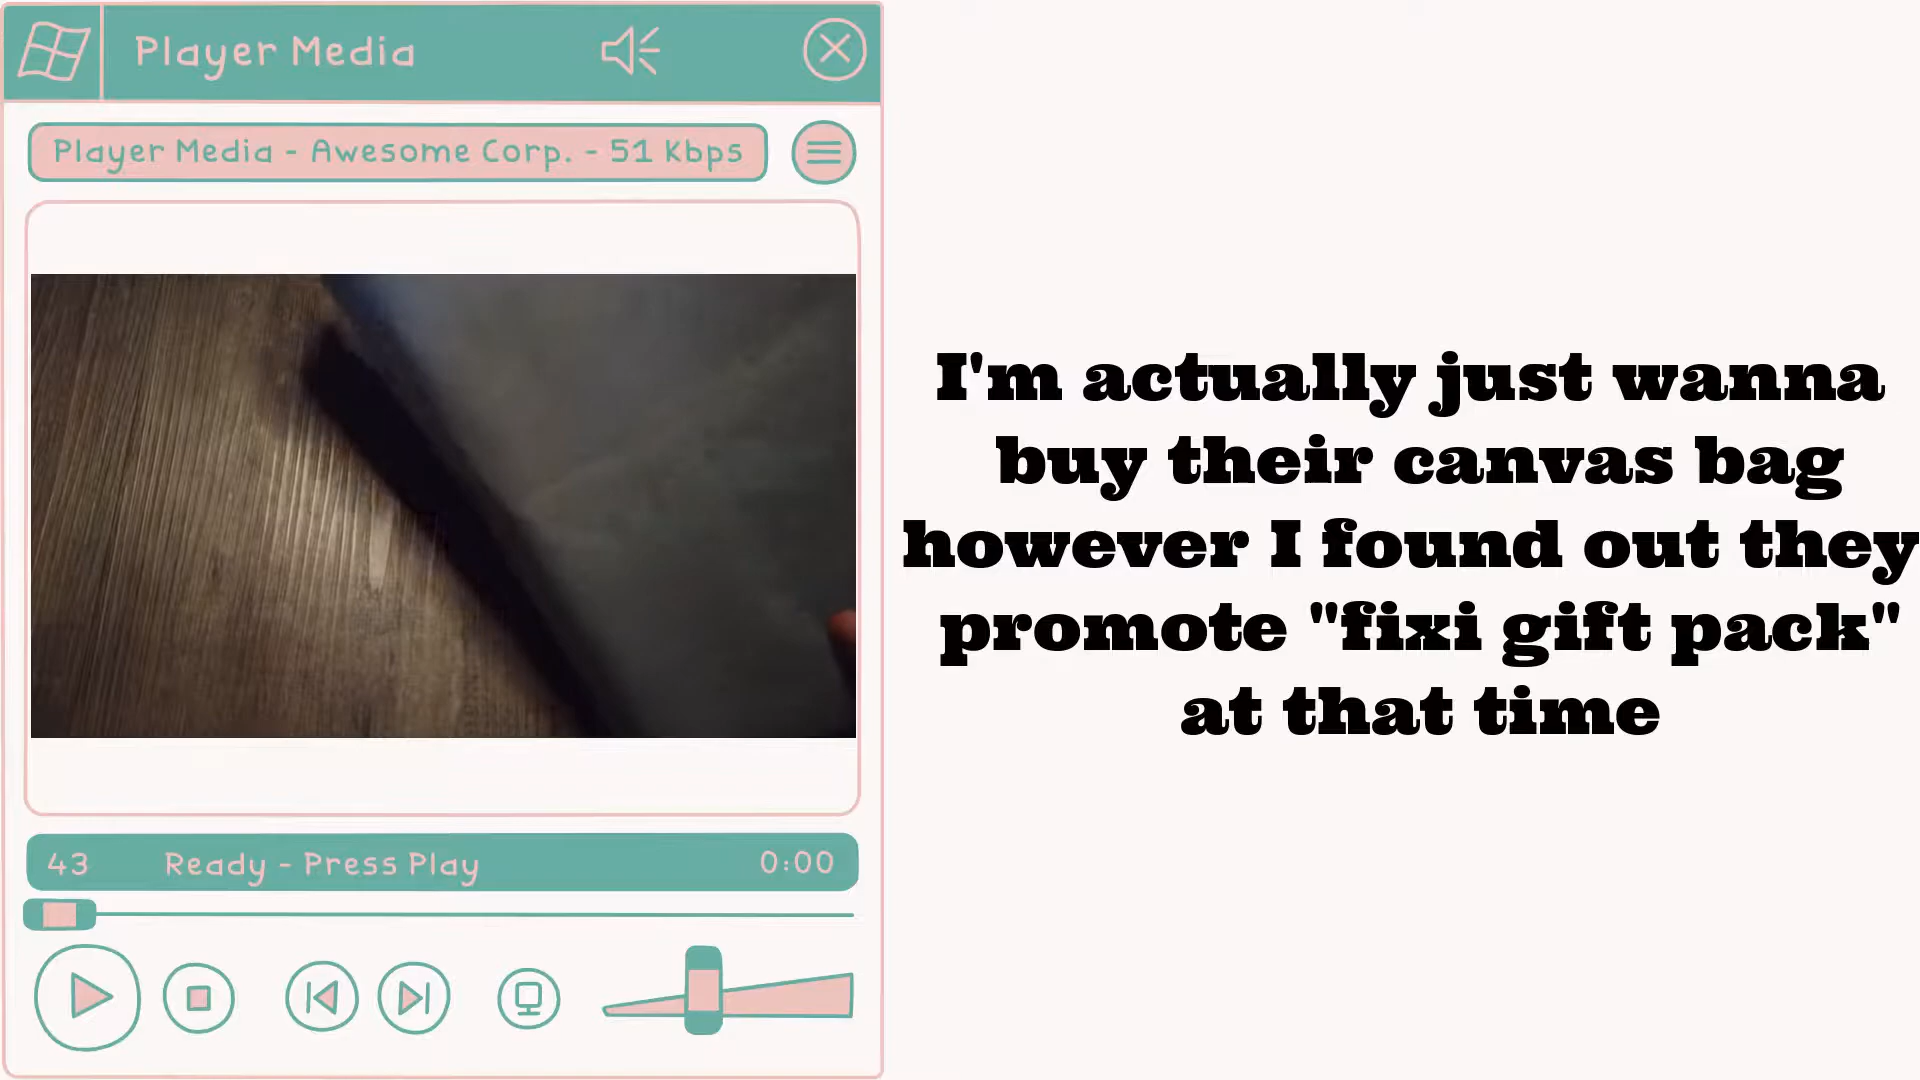 Player Media
Player Media - Awesome Corp. - 51 Kbps
I'm actually just wanna
buy their canvas bag
however I found out they
promote "fixi gift pack"
at that time
43 Ready - Press Play 0:00